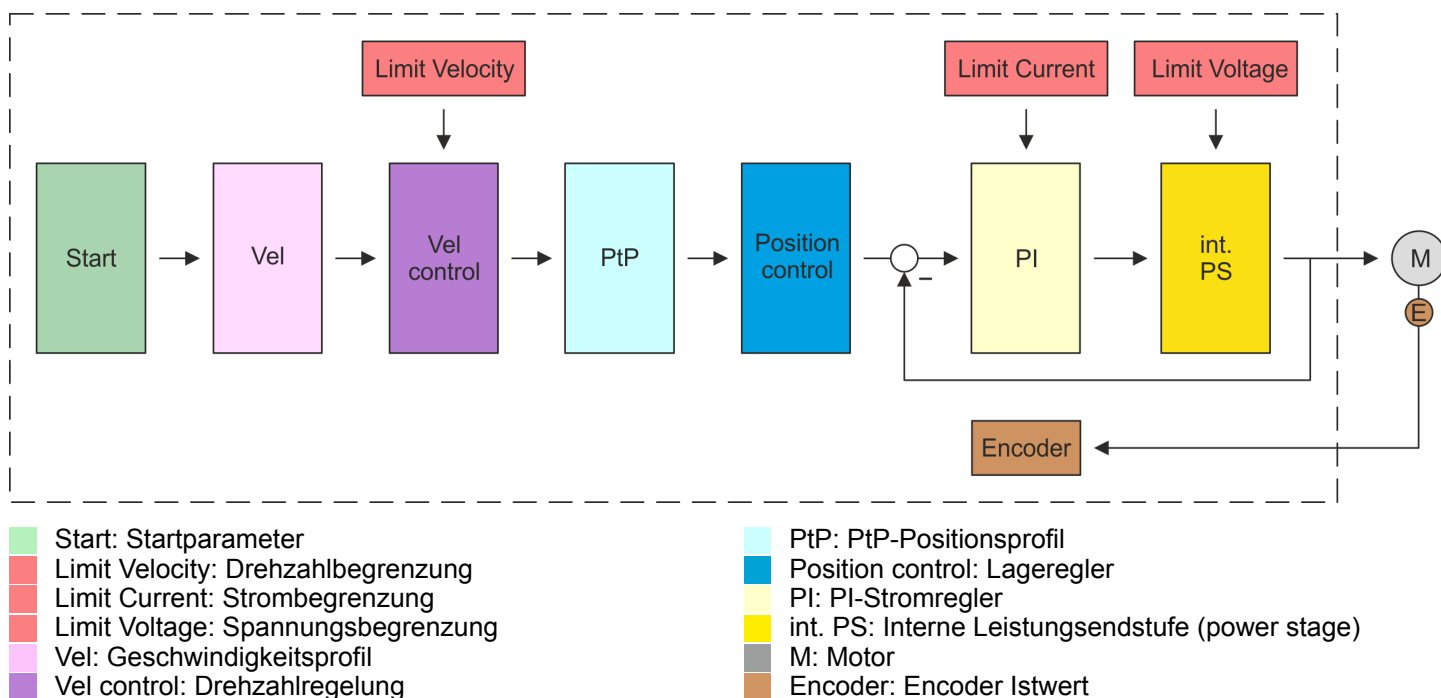 Limit Velocity
Limit Current
Limit Voltage
Start
Vel
Vel
control
PtP
Position
control
–
PI
int.
PS
M
E
Encoder
Start: Startparameter
Limit Velocity: Drehzahlbegrenzung
Limit Current: Strombegrenzung
Limit Voltage: Spannungsbegrenzung
Vel: Geschwindigkeitsprofil
Vel control: Drehzahlregelung
PtP: PtP-Positionsprofil
Position control: Lageregler
PI: PI-Stromregler
int. PS: Interne Leistungsendstufe (power stage)
M: Motor
Encoder: Encoder Istwert